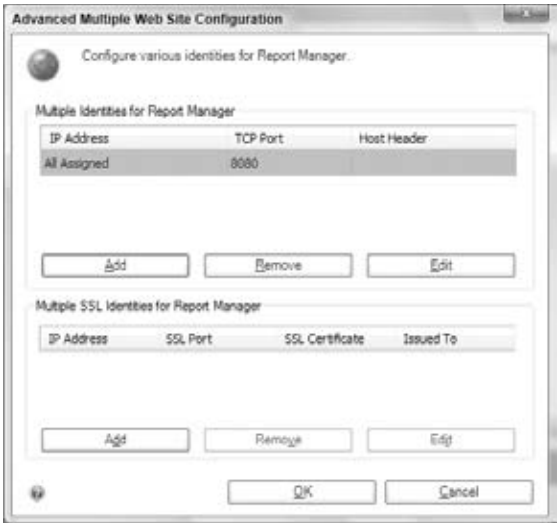 Advanced Multiple Web Site Configuration
Configure various identities for Report Manager.
Multiple Identities for Report Manager
IP Address TCP Port Host Header
All Assigned 8080
Add Remove Edit
Multiple SSL Identities for Report Manager
IP Address SSL Port SSL Certificate Issued To
Add Remove Edit
OK Cancel